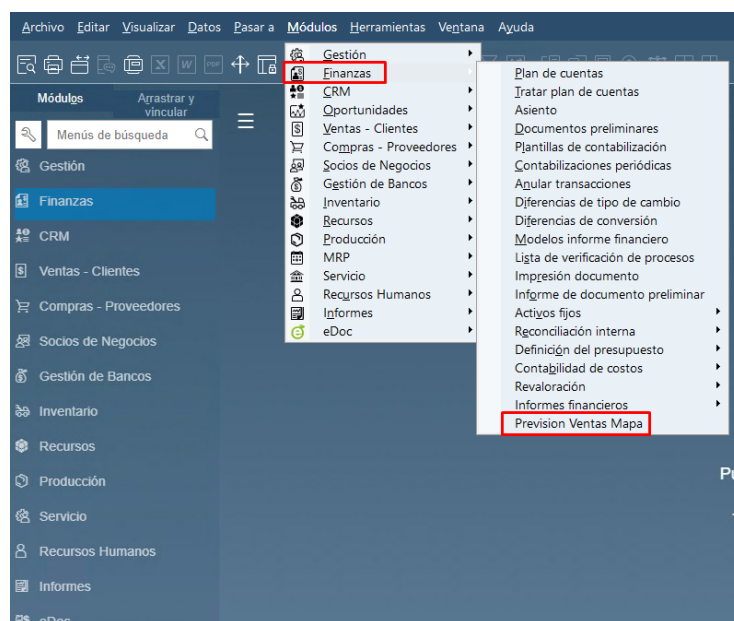 Archivo Editar Visualizar Datos Pasar a Módulos Herramientas Ventana Ayuda
Módulos
Arrastrar y
vincular
Menús de búsqueda
Gestión
Finanzas
CRM
Ventas - Clientes
Compras - Proveedores
Socios de Negocios
Gestión de Bancos
Inventario
Recursos
Producción
Servicio
Recursos Humanos
Informes
eDoc
Gestión
Finanzas
CRM
Oportunidades
Ventas - Clientes
Compras - Proveedores
Socios de Negocios
Gestión de Bancos
Inventario
Recursos
Producción
MRP
Servicio
Recursos Humanos
Informes
eDoc
Plan de cuentas
Tratar plan de cuentas
Asiento
Documentos preliminares
Plantillas de contabilización
Contabilizaciones periódicas
Anular transacciones
Diferencias de tipo de cambio
Diferencias de conversión
Modelos informe financiero
Lista de verificación de procesos
Impresión documento
Informe de documento preliminar
Activos fijos
Reconciliación interna
Definición del presupuesto
Contabilidad de costos
Revaloración
Informes financieros
Prevision Ventas Mapa